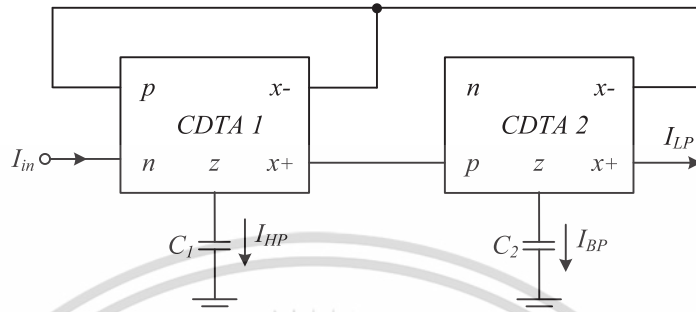 p x-
CDTA 1
I_in n z x+
n x-
CDTA 2
I_LP
p z x+
C_1 I_HP
C_2 I_BP